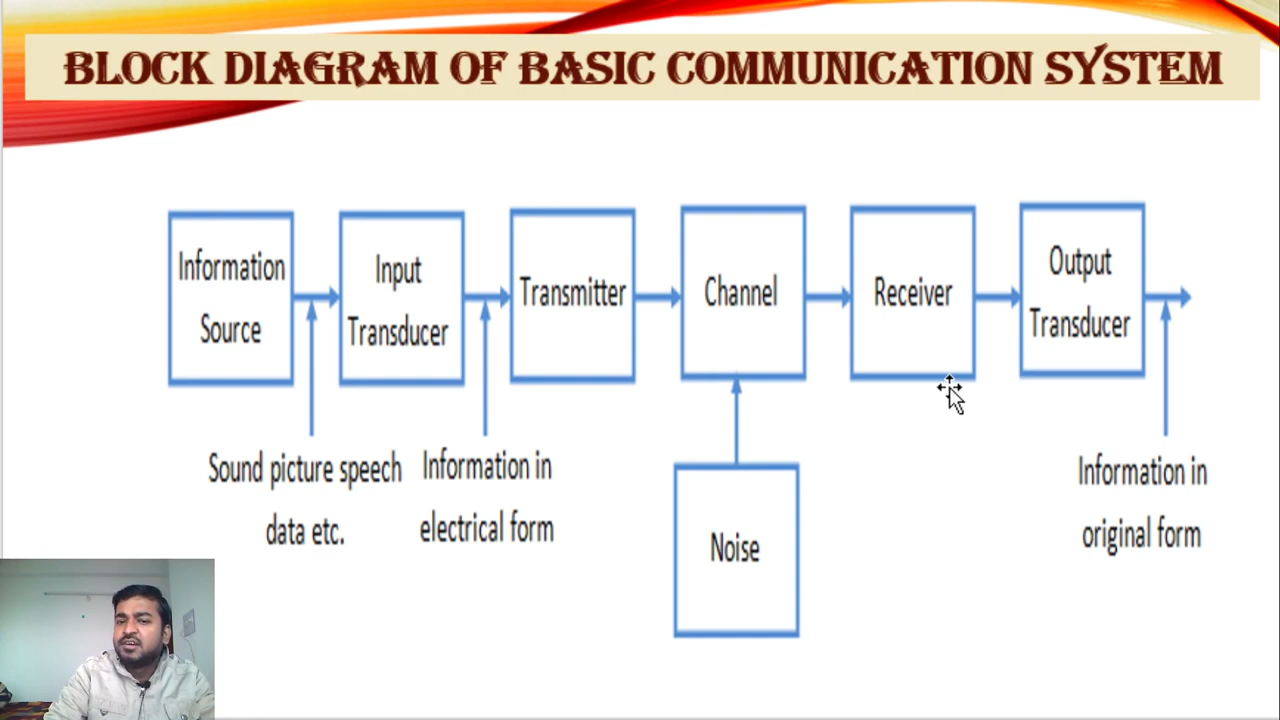 BLOCK DIAGRAM OF BASIC COMMUNICATION SYSTEM
Information
Source
Input
Transducer
Transmitter
Channel
Receiver
Output
Transducer
Sound picture speech
data etc.
Information in
electrical form
Noise
Information in
original form